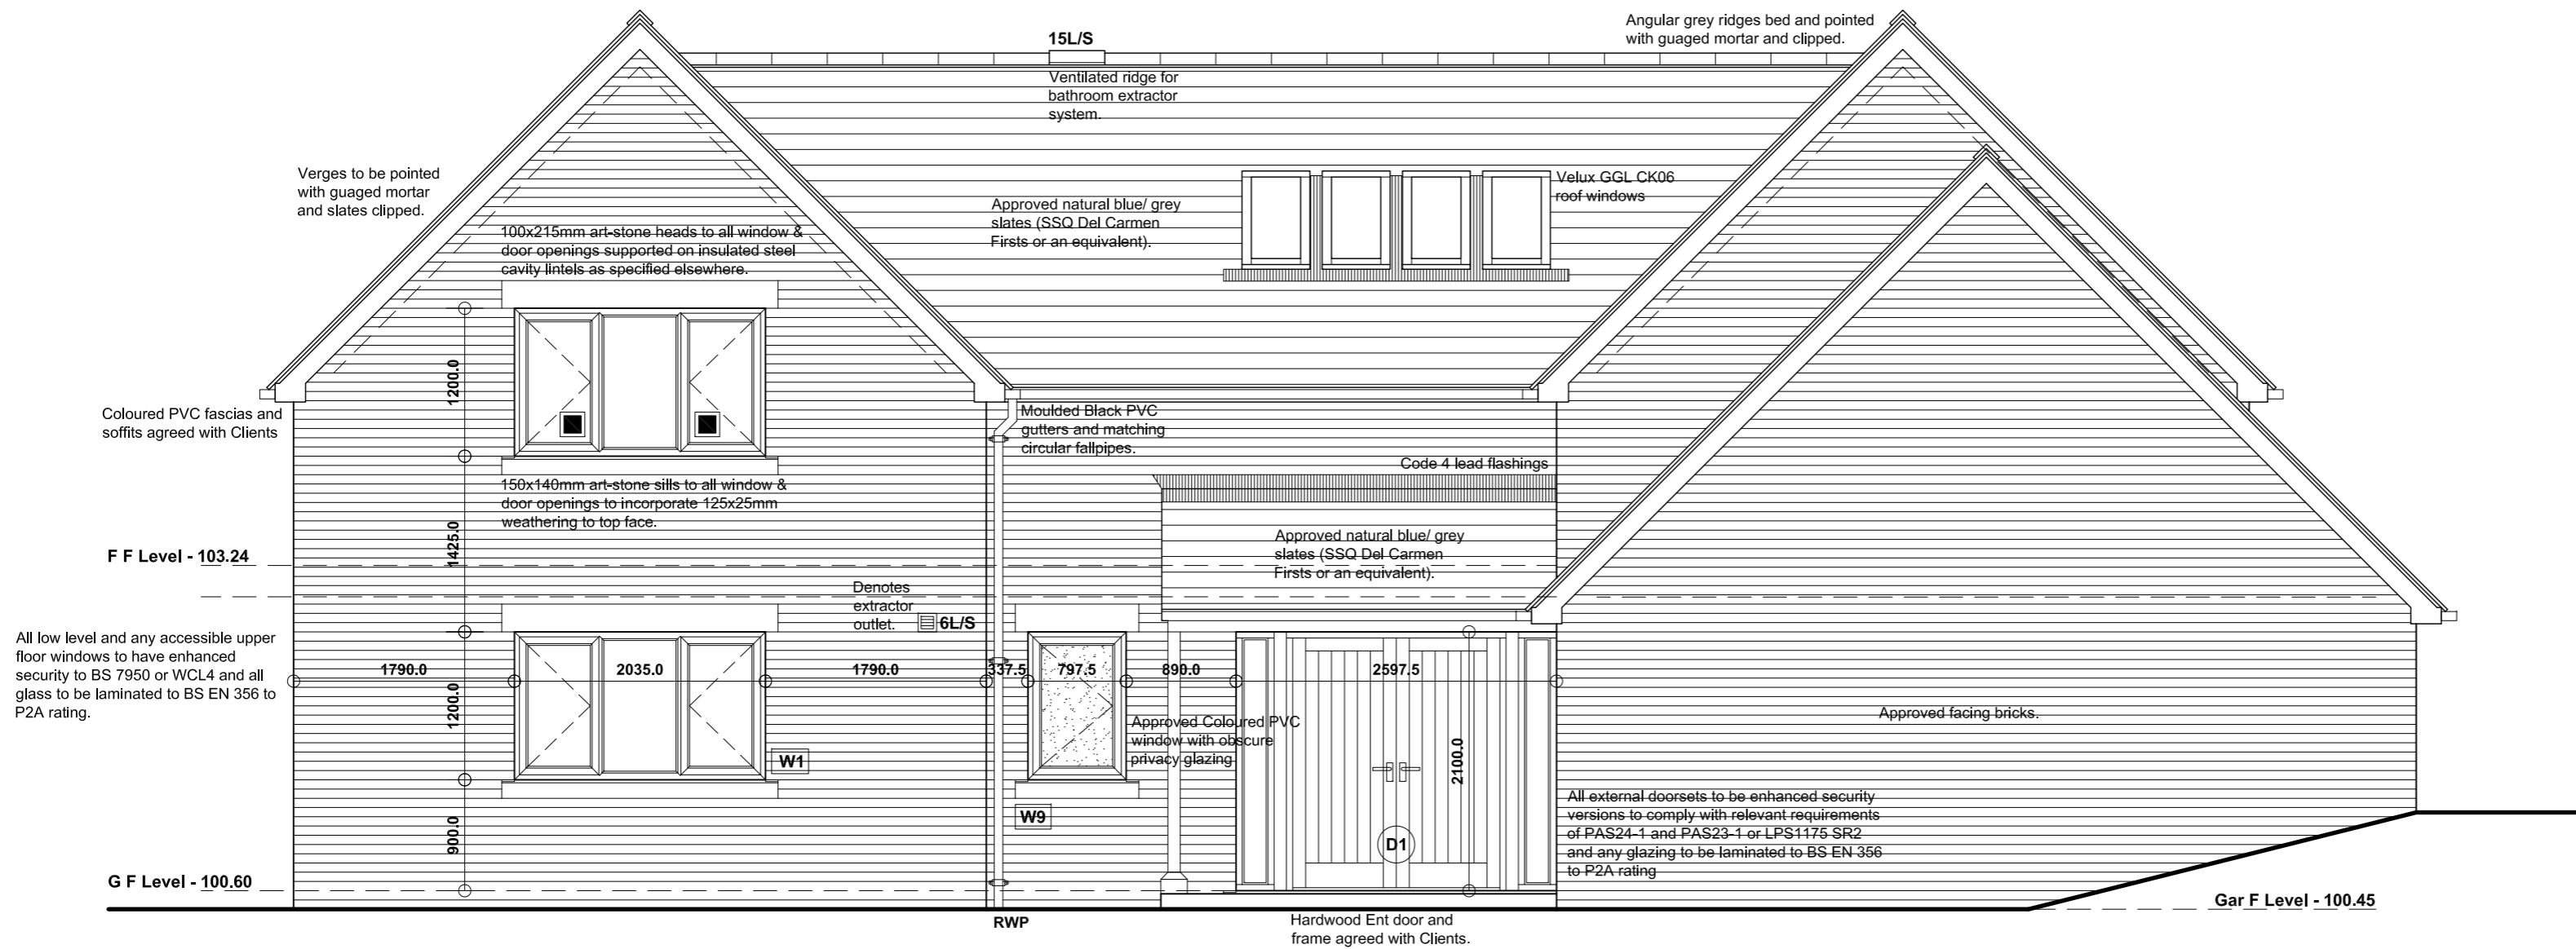 Angular grey ridges bed and pointed
with guaged mortar and clipped.
15L/S
Ventilated ridge for
bathroom extractor
system.
Verges to be pointed
with guaged mortar
and slates clipped.
Velux GGL CK06
roof windows
Approved natural blue/ grey
slates (SSQ Del Carmen
Firsts or an equivalent).
100x215mm art-stone heads to all window &
door openings supported on insulated steel
cavity lintels as specified elsewhere.
1200.0
Coloured PVC fascias and
soffits agreed with Clients
Moulded Black PVC
gutters and matching
circular fallpipes.
Code 4 lead flashings
150x140mm art-stone sills to all window &
door openings to incorporate 125x25mm
weathering to top face.
1425.0
Approved natural blue/ grey
slates (SSQ Del Carmen
Firsts or an equivalent).
F F Level - 103.24
Denotes
extractor
outlet.
6L/S
All low level and any accessible upper
floor windows to have enhanced
security to BS 7950 or WCL4 and all
glass to be laminated to BS EN 356 to
P2A rating.
1790.0
2035.0
1790.0
337.5
797.5
890.0
2597.5
1200.0
Approved Coloured PVC
window with obscure
privacy glazing
Approved facing bricks.
W1
2100.0
W9
900.0
D1
All external doorsets to be enhanced security
versions to comply with relevant requirements
of PAS24-1 and PAS23-1 or LPS1175 SR2
and any glazing to be laminated to BS EN 356
to P2A rating
G F Level - 100.60
Gar F Level - 100.45
RWP
Hardwood Ent door and
frame agreed with Clients.